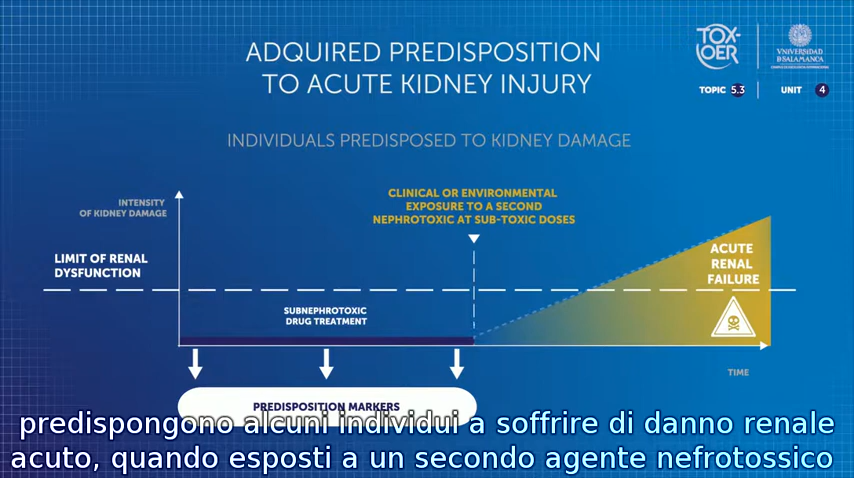 ADQUIRED PREDISPOSITION
TO ACUTE KIDNEY INJURY
TOX-
OER
VNIVERSIDAD
D SALAMANCA
TOPIC 5.3
UNIT 4
INDIVIDUALS PREDISPOSED TO KIDNEY DAMAGE
CLINICAL OR ENVIRONMENTAL
EXPOSURE TO A SECOND
NEPHROTOXIC AT SUB-TOXIC DOSES
INTENSITY
OF KIDNEY DAMAGE
LIMIT OF RENAL
DYSFUNCTION
ACUTE
RENAL
FAILURE
SUBNEPHROTOXIC
DRUG TREATMENT
TIME
PREDISPOSITION MARKERS
predispongono alcuni individui a soffrire di danno renale
acuto, quando esposti a un secondo agente nefrotossico